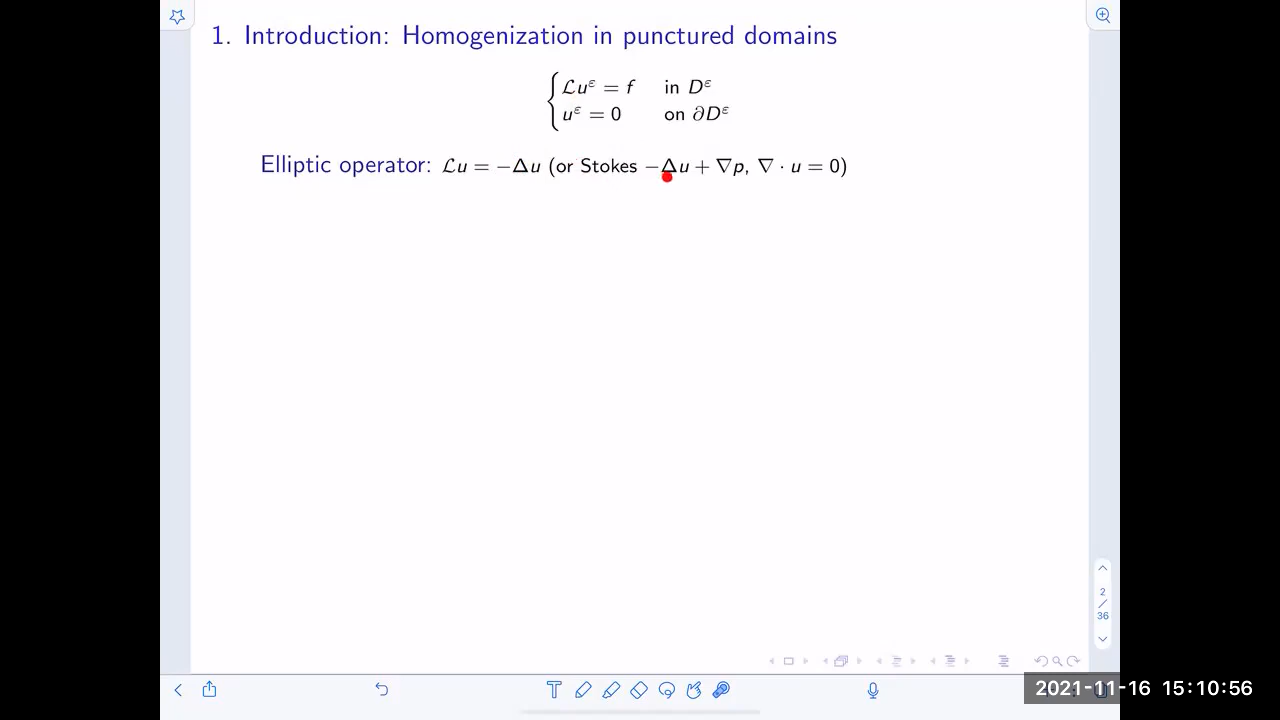 1. Introduction: Homogenization in punctured domains
ℒu^ε = f in D^ε
u^ε = 0 on ∂D^ε
Elliptic operator: ℒu = −Δu (or Stokes −Δu + ∇p, ∇ · u = 0)
2
/
36
T
2021-11-16 15:10:56